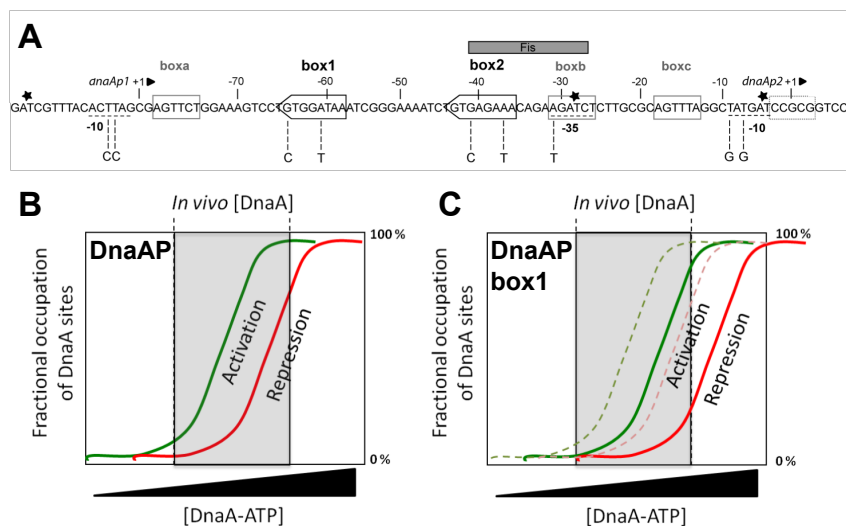 A
Fis
dnaAp1 +1 boxa -70 box1 -60 -50 box2 -40 boxb -30 boxc -10 dnaAp2 +1
GATCGTTTACACTTAGCGAGTTCTGGAAAGTCCTGTGGATAAATCGGGAAAATCTGTGAGAAACAGAAGATCTCTTGCGCAGTTTAGGCTATGATCCGCGGTCC
-10 -35 -10
CC C T C T T G G
B
In vivo [DnaA]
DnaAP
100 %
Fractional occupation
of DnaA sites
Activation
Repression
0 %
[DnaA-ATP]
C
In vivo [DnaA]
DnaAP
box1
100 %
Fractional occupation
of DnaA sites
Activation
Repression
0 %
[DnaA-ATP]